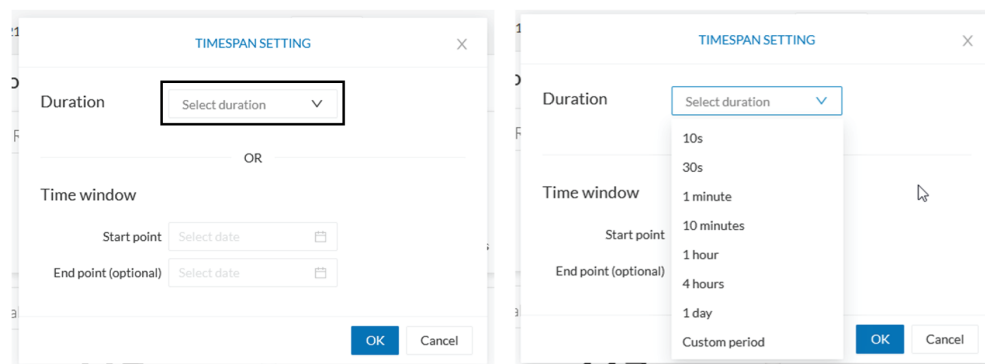 TIMESPAN SETTING
Duration
Select duration
OR
Time window
Start point
Select date
End point (optional)
Select date
OK
Cancel
TIMESPAN SETTING
Duration
Select duration
10s
30s
1 minute
Time window
10 minutes
Start point
1 hour
End point (optional)
4 hours
1 day
Custom period
OK
Cancel